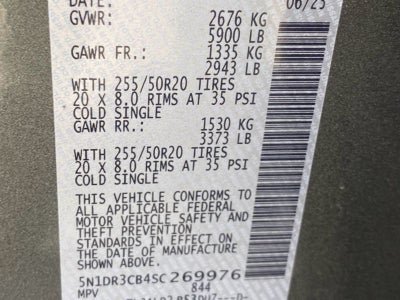 DATE: 06/25
GVWR: 2676 KG
5900 LB
GAWR FR.: 1335 KG
2943 LB
WITH 255/50R20 TIRES
20 X 8.0 RIMS AT 35 PSI
COLD SINGLE
GAWR RR.: 1530 KG
3373 LB
WITH 255/50R20 TIRES
20 X 8.0 RIMS AT 35 PSI
COLD SINGLE
THIS VEHICLE CONFORMS TO
ALL APPLICABLE FEDERAL
MOTOR VEHICLE SAFETY AND
THEFT PREVENTION
STANDARDS IN EFFECT ON
THE DATE OF MANUFACTURE
5N1DR3CB4SC269976
MPV 844